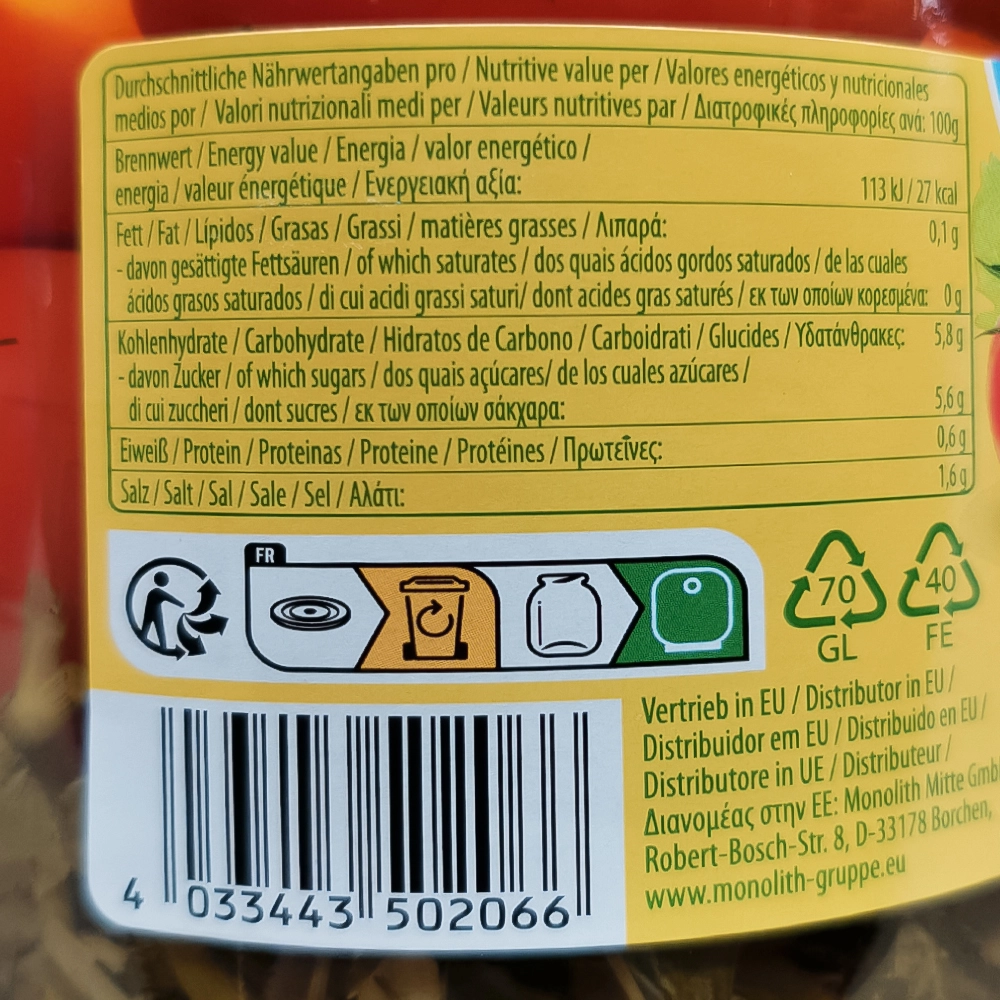 Durchschnittliche Nährwertangaben pro / Nutritive value per / Valores energéticos y nutricionales
medios por / Valori nutrizionali medi per / Valeurs nutritives par / Διατροφικές πληροφορίες ανά: 100g
Brennwert / Energy value / Energia / valor energético /
energia / valeur énergétique / Ενεργειακή αξία: 113 kJ / 27 kcal
Fett / Fat / Lípidos / Grasas / Grassi / matières grasses / Λιπαρά: 0,1 g
- davon gesättigte Fettsäuren / of which saturates / dos quais ácidos gordos saturados / de las cuales
ácidos grasos saturados / di cui acidi grassi saturi/ dont acides gras saturés / εκ των οποίων κορεσμένα: 0 g
Kohlenhydrate / Carbohydrate / Hidratos de Carbono / Carboidrati / Glucides / Υδατάνθρακες: 5,8 g
- davon Zucker / of which sugars / dos quais açúcares/ de los cuales azúcares /
di cui zuccheri / dont sucres / εκ των οποίων σάκχαρα: 5,6 g
Eiweiß / Protein / Proteinas / Proteine / Protéines / Πρωτεΐνες: 0,6 g
Salz / Salt / Sal / Sale / Sel / Αλάτι: 1,6 g
FR
70
GL
40
FE
Vertrieb in EU / Distributor in EU /
Distribuidor em EU / Distribuido en EU /
Distributore in UE / Distributeur /
Διανομέας στην ΕΕ: Monolith Mitte Gmb
Robert-Bosch-Str. 8, D-33178 Borchen,
www.monolith-gruppe.eu
4 033443 502066